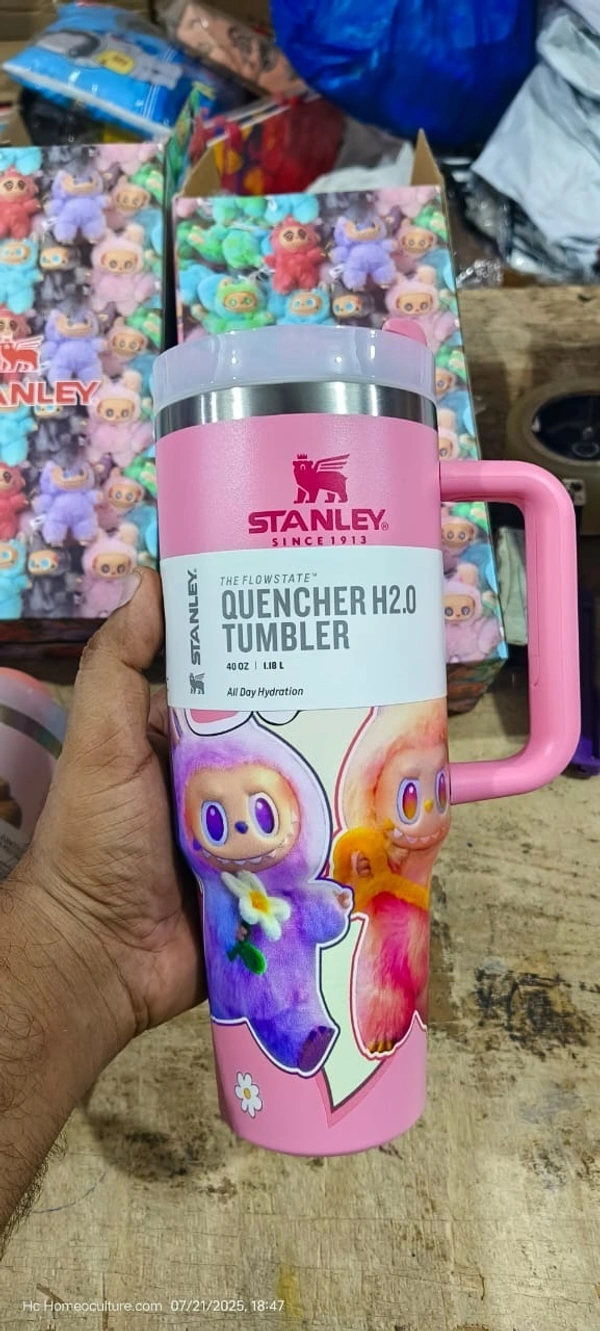 ANLEY
STANLEY®
SINCE 1913
STANLEY.
THE FLOWSTATE™
QUENCHER H2.0
TUMBLER
40 OZ | 1.18 L
All Day Hydration
Hc Homeoculture.com 07/21/2025, 18:47